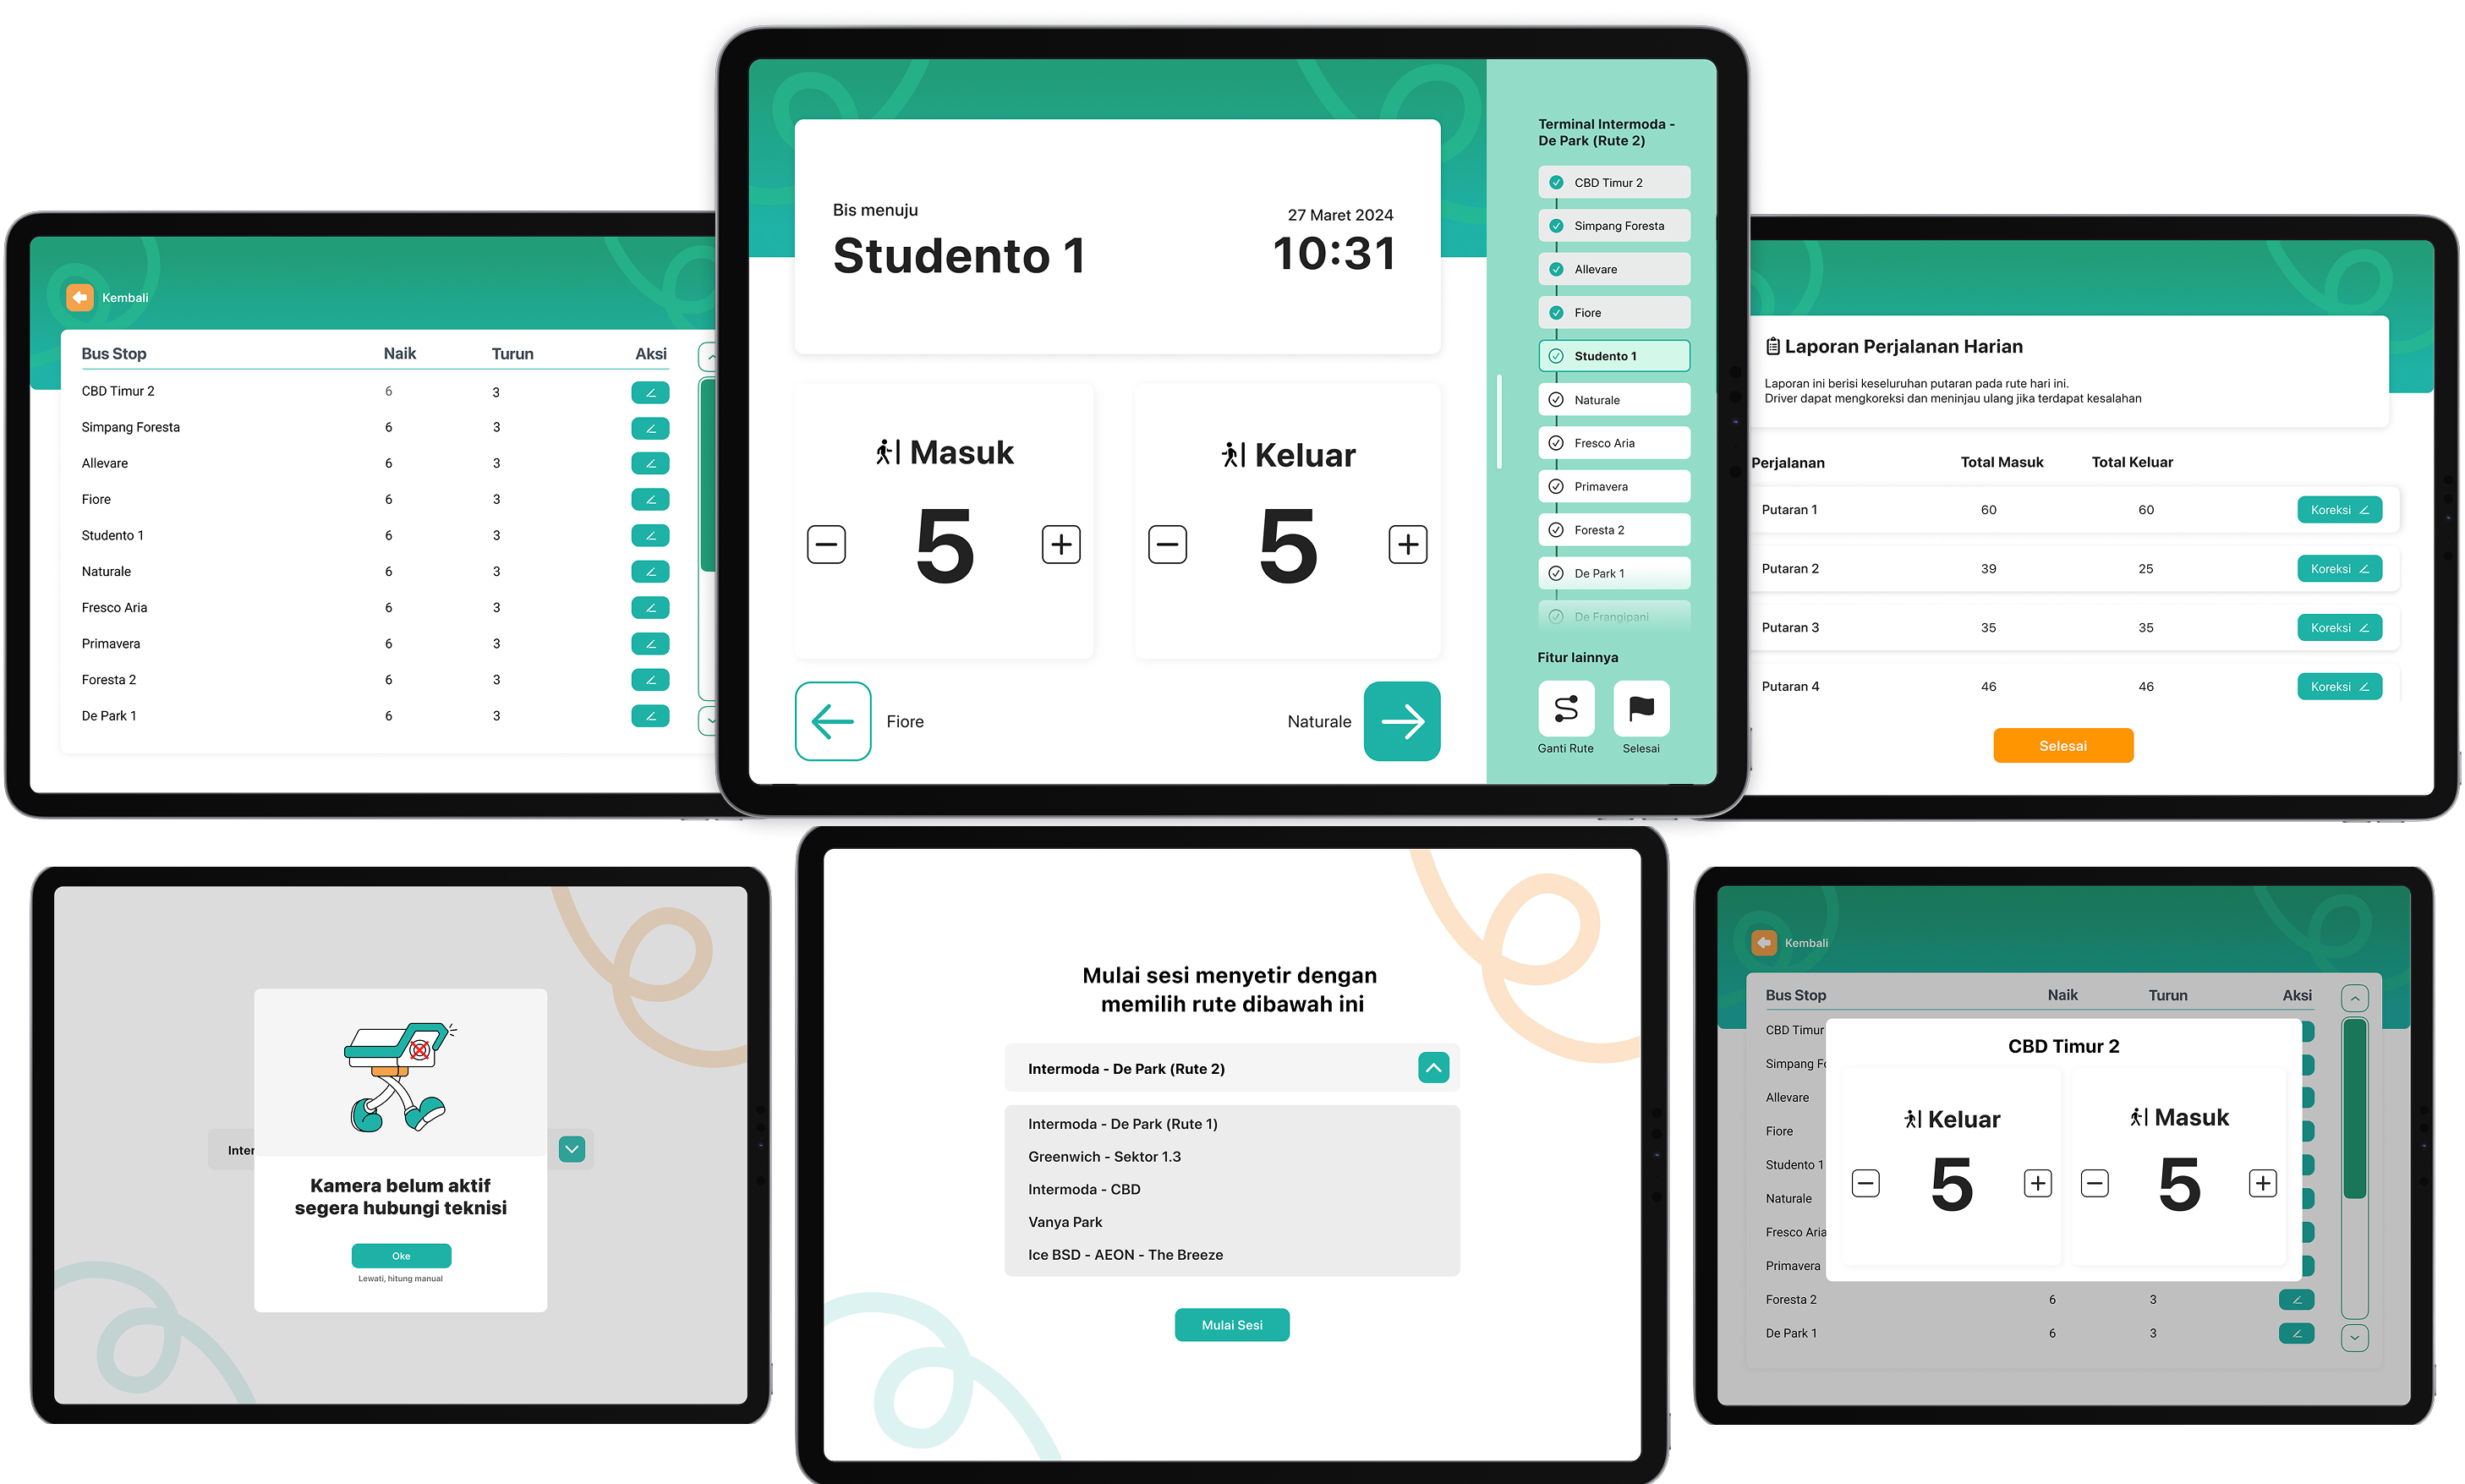 Kembali
Bus Stop Naik Turun Aksi
CBD Timur 2 6 3
Simpang Foresta 6 3
Allevare 6 3
Fiore 6 3
Studento 1 6 3
Naturale 6 3
Fresco Aria 6 3
Primavera 6 3
Foresta 2 6 3
De Park 1 6 3
Bis menuju
Studento 1
27 Maret 2024
10:31
Masuk
5
Keluar
5
Fiore
Naturale
Terminal Intermoda -
De Park (Rute 2)
CBD Timur 2
Simpang Foresta
Allevare
Fiore
Studento 1
Naturale
Fresco Aria
Primavera
Foresta 2
De Park 1
De Frangipani
Fitur lainnya
Ganti Rute
Selesai
Laporan Perjalanan Harian
Laporan ini berisi keseluruhan putaran pada rute hari ini.
Driver dapat mengkoreksi dan meninjau ulang jika terdapat kesalahan
Perjalanan Total Masuk Total Keluar
Putaran 1 60 60 Koreksi
Putaran 2 39 25 Koreksi
Putaran 3 35 35 Koreksi
Putaran 4 46 46 Koreksi
Selesai
Inter
Kamera belum aktif
segera hubungi teknisi
Oke
Lewati, hitung manual
Mulai sesi menyetir dengan
memilih rute dibawah ini
Intermoda - De Park (Rute 2)
Intermoda - De Park (Rute 1)
Greenwich - Sektor 1.3
Intermoda - CBD
Vanya Park
Ice BSD - AEON - The Breeze
Mulai Sesi
Kembali
Bus Stop Naik Turun Aksi
CBD Timur
Simpang Fo
Allevare
Fiore
Studento 1
Naturale
Fresco Aria
Primavera
Foresta 2 6 3
De Park 1 6 3
CBD Timur 2
Keluar
5
Masuk
5